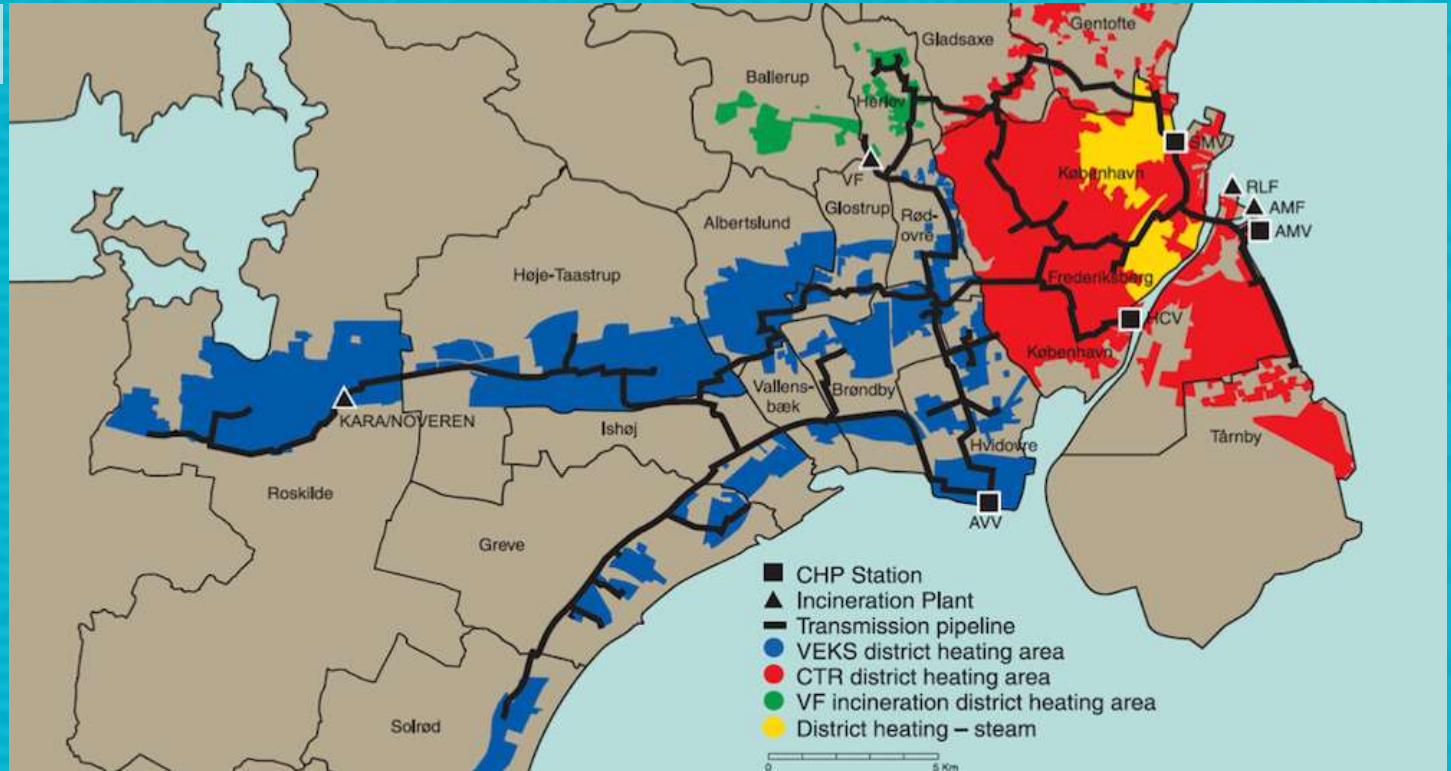 Gentofte
Gladsaxe
Ballerup
Herlev
SMV
København
VF
RLF
AMF
AMV
Glostrup
Rød-
ovre
Albertslund
Høje-Taastrup
Frederiksberg
HCV
København
Vallens-
bæk
Brøndby
KARA/NOVEREN
Ishøj
Hvidovre
Tårnby
Roskilde
AVV
Greve
Solrød
CHP Station
Incineration Plant
Transmission pipeline
VEKS district heating area
CTR district heating area
VF incineration district heating area
District heating – steam
0 5 Km